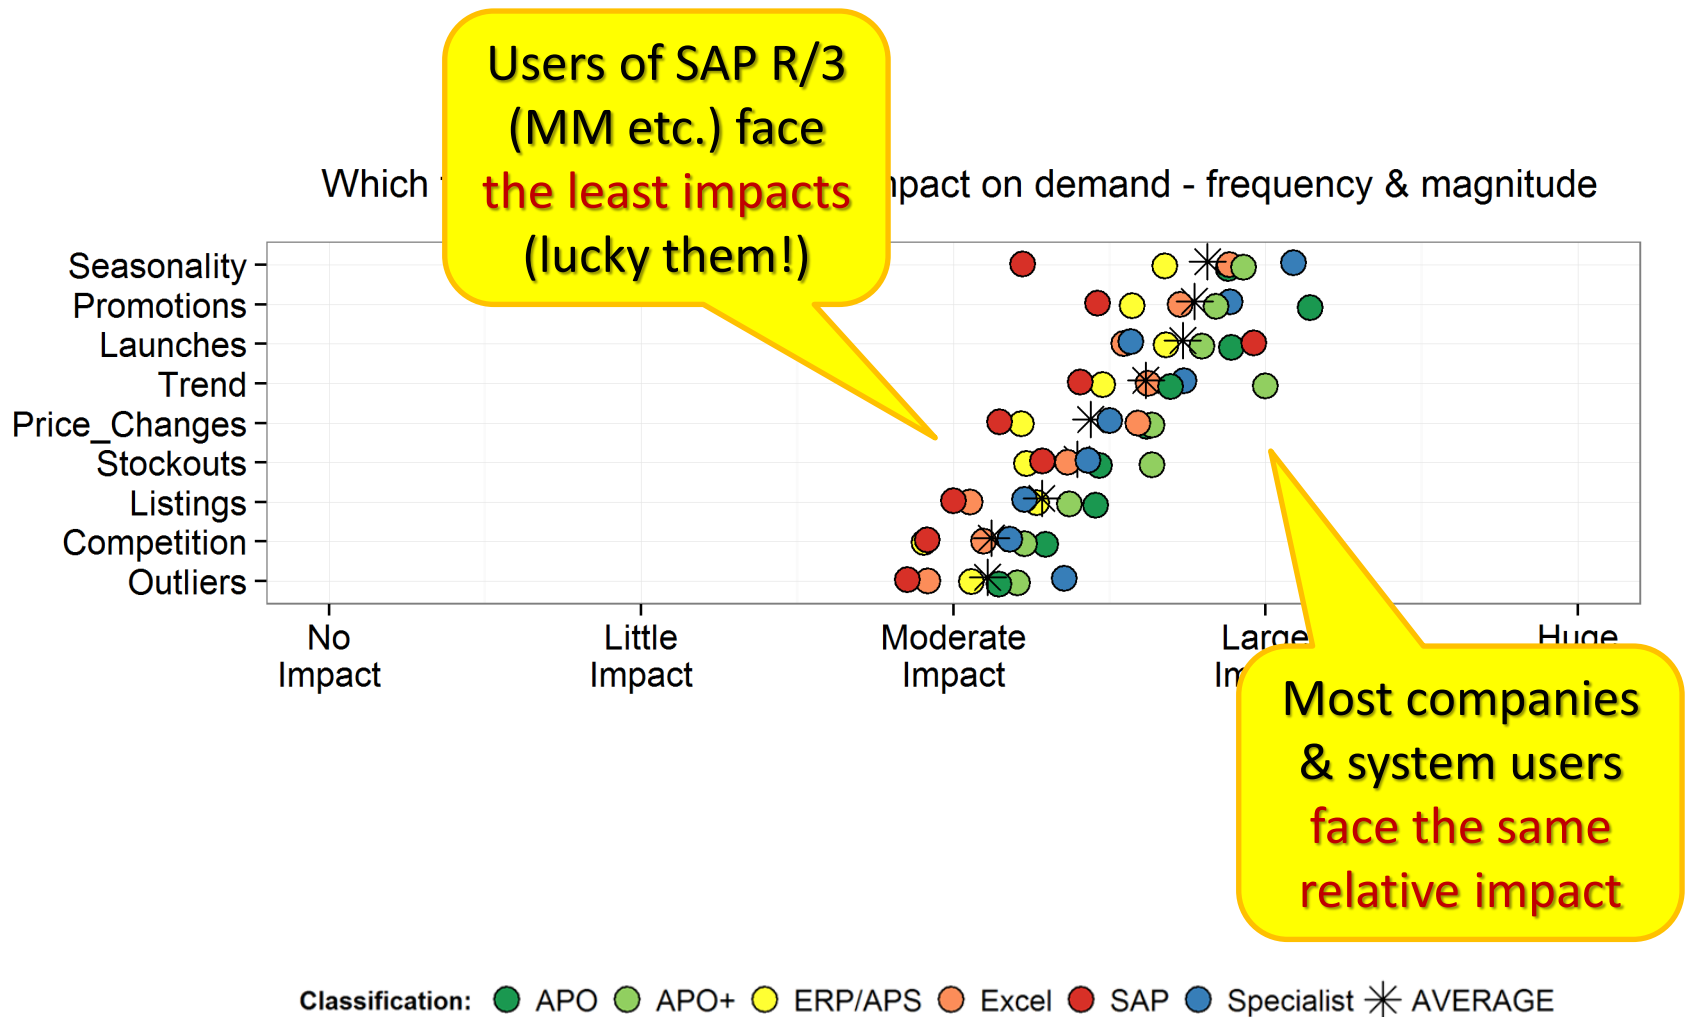 Users of SAP R/3
(MM etc.) face
the least impacts
(lucky them!)
Which impact on demand - frequency & magnitude
Seasonality
Promotions
Launches
Trend
Price_Changes
Stockouts
Listings
Competition
Outliers
No Impact
Little Impact
Moderate Impact
Large
Huge
Most companies
& system users
face the same
relative impact
Classification: APO APO+ ERP/APS Excel SAP Specialist AVERAGE